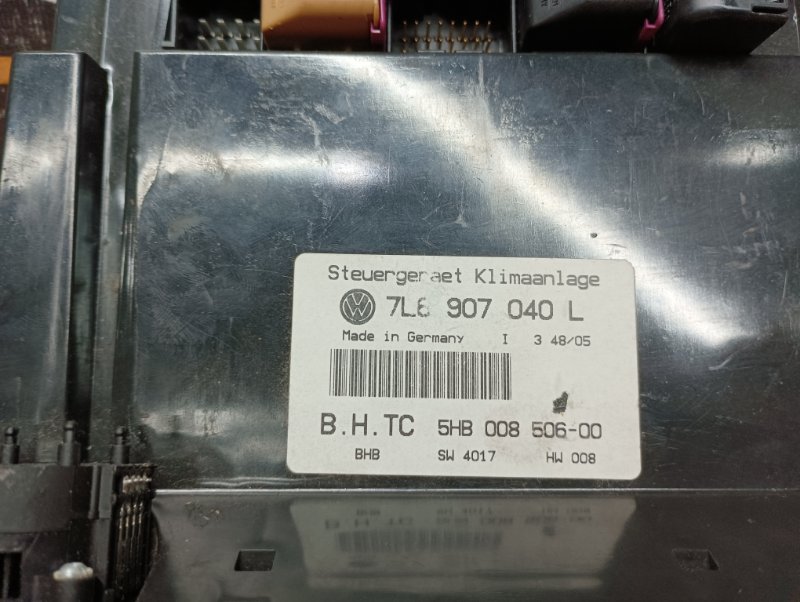 Steuergeraet Klimaanlage
7L6 907 040 L
Made in Germany I 3 48/05
B.H.TC 5HB 008 506-00
BHB SW 4017 HW 008